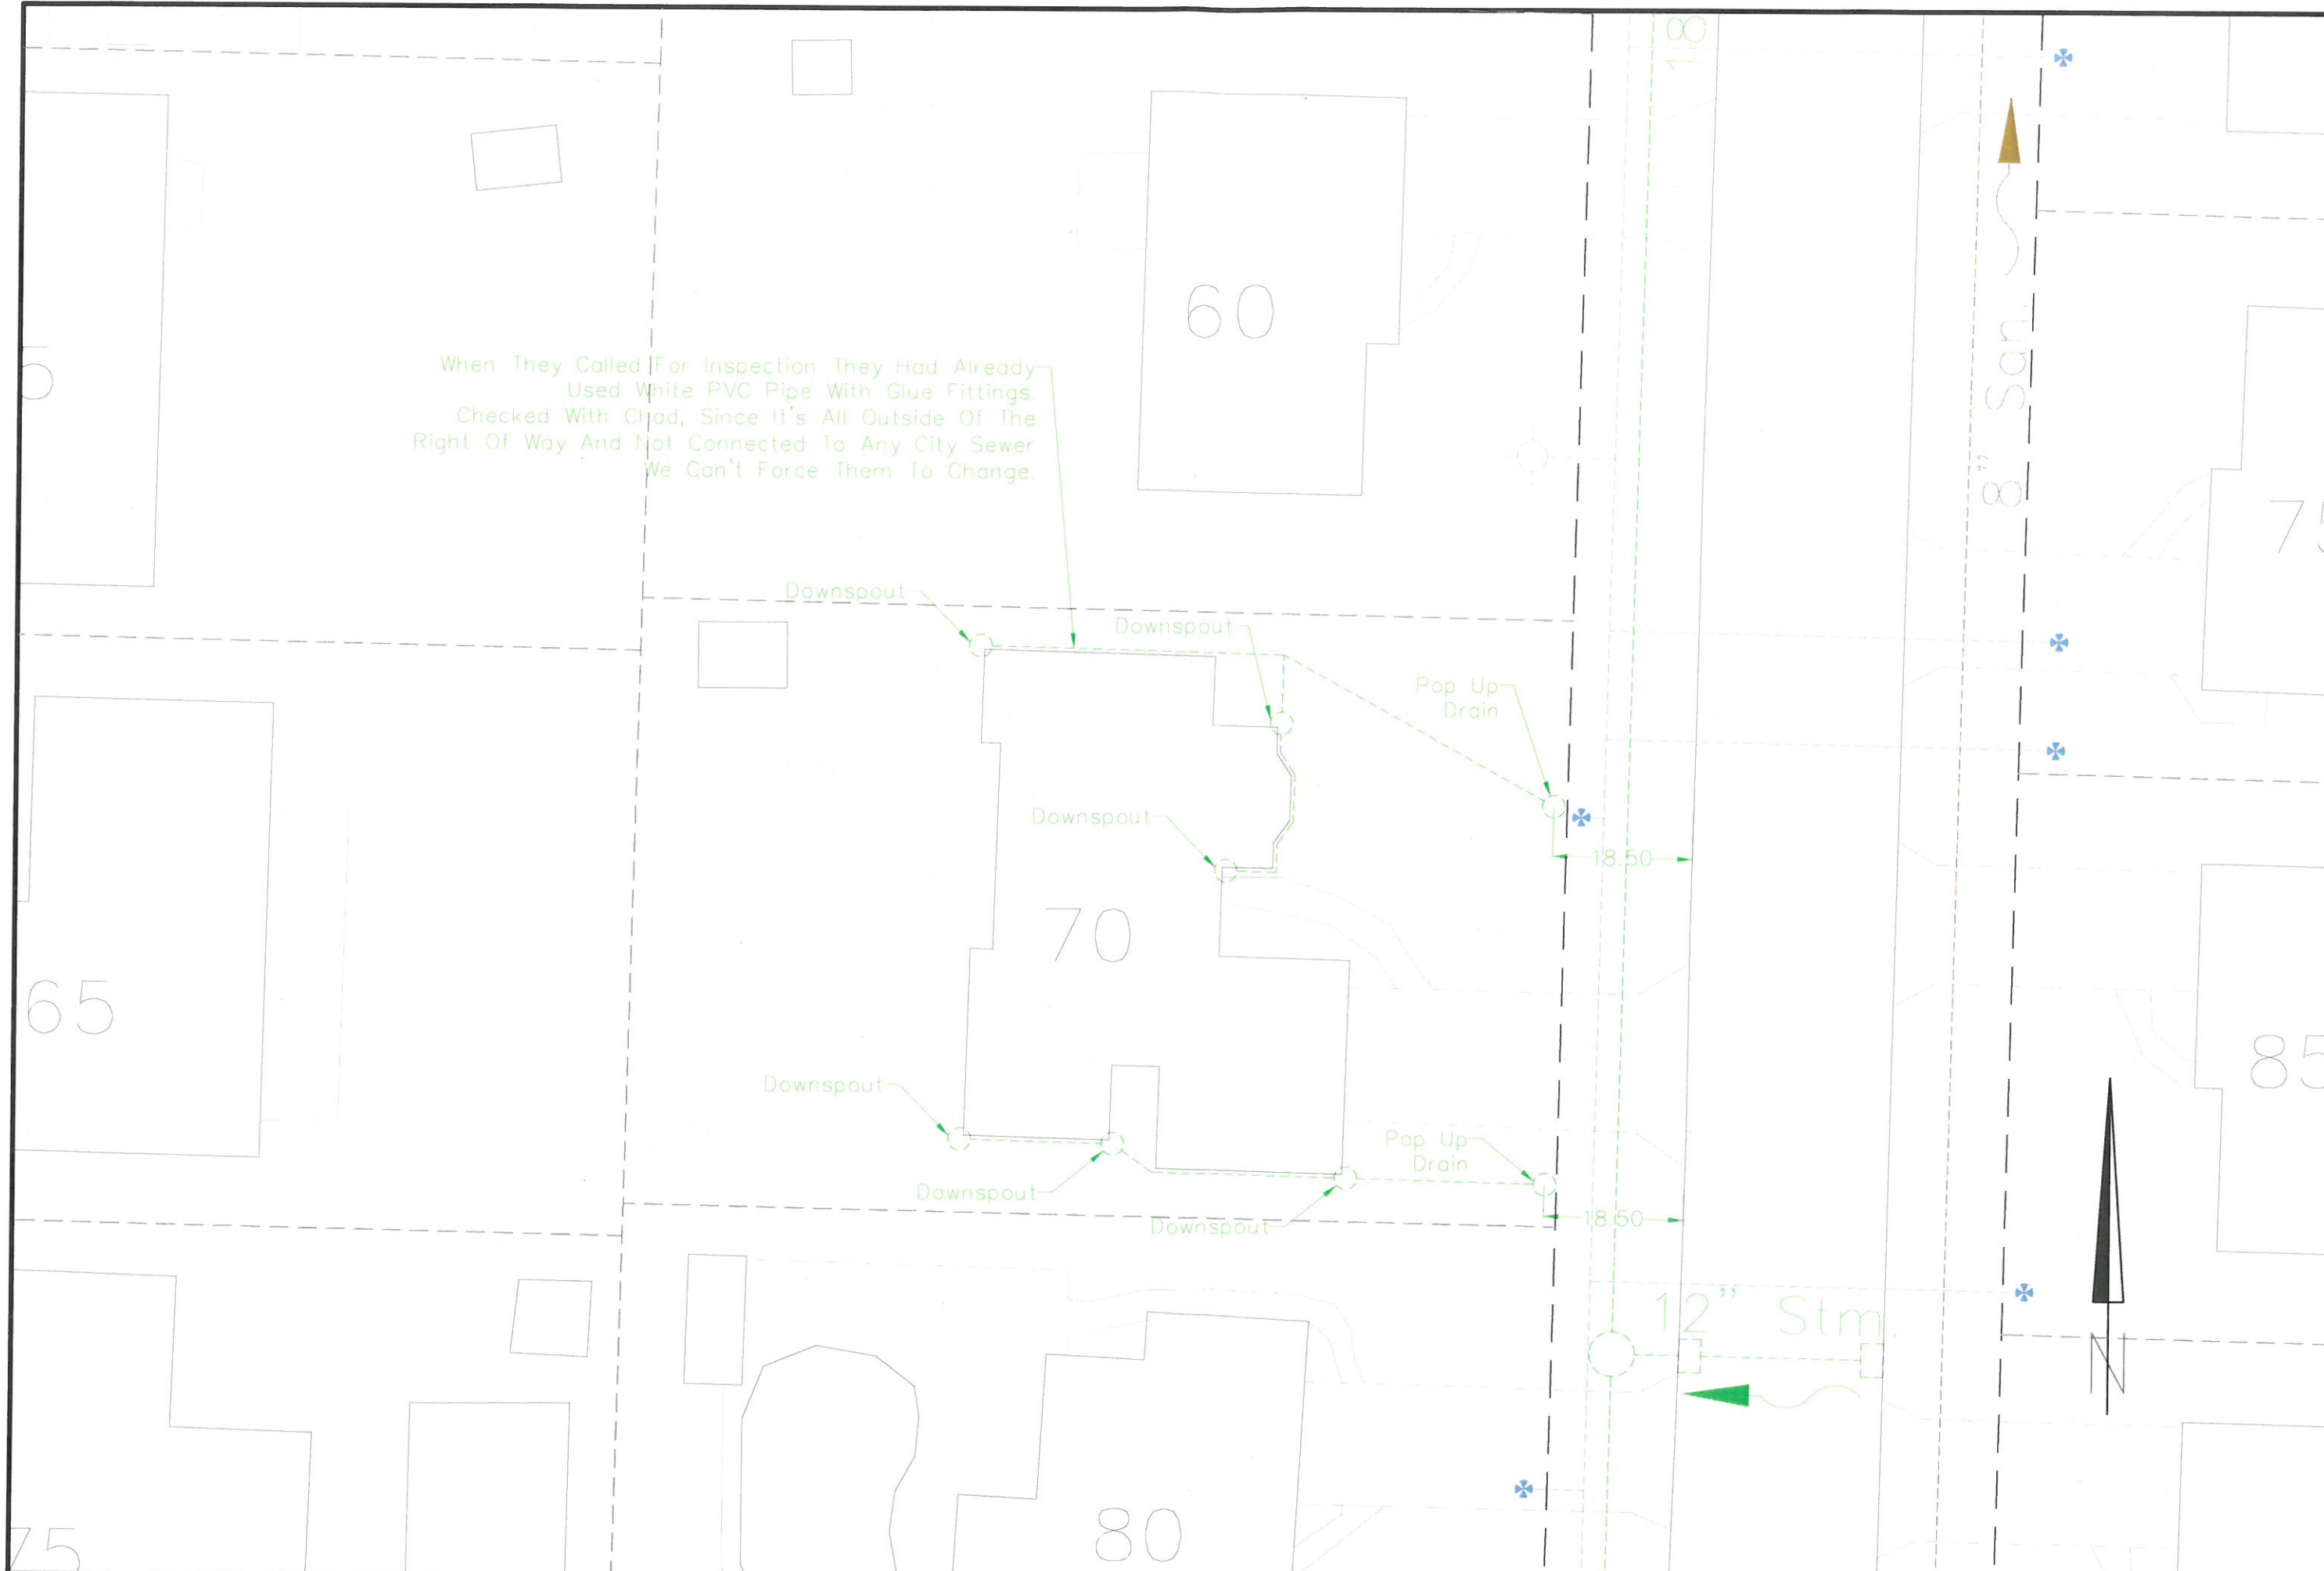 18
60
5
When They Called For Inspection They Had Already
Used White PVC Pipe With Glue Fittings.
Checked With Chad, Since It's All Outside Of The
Right Of Way And Not Connected To Any City Sewer
We Can't Force Them To Change.
8" San.
75
Downspout
Downspout
Pop Up
Drain
Downspout
18.50
70
65
85
Downspout
Pop Up
Drain
Downspout
Downspout
18.50
12" Stm.
N
80
75